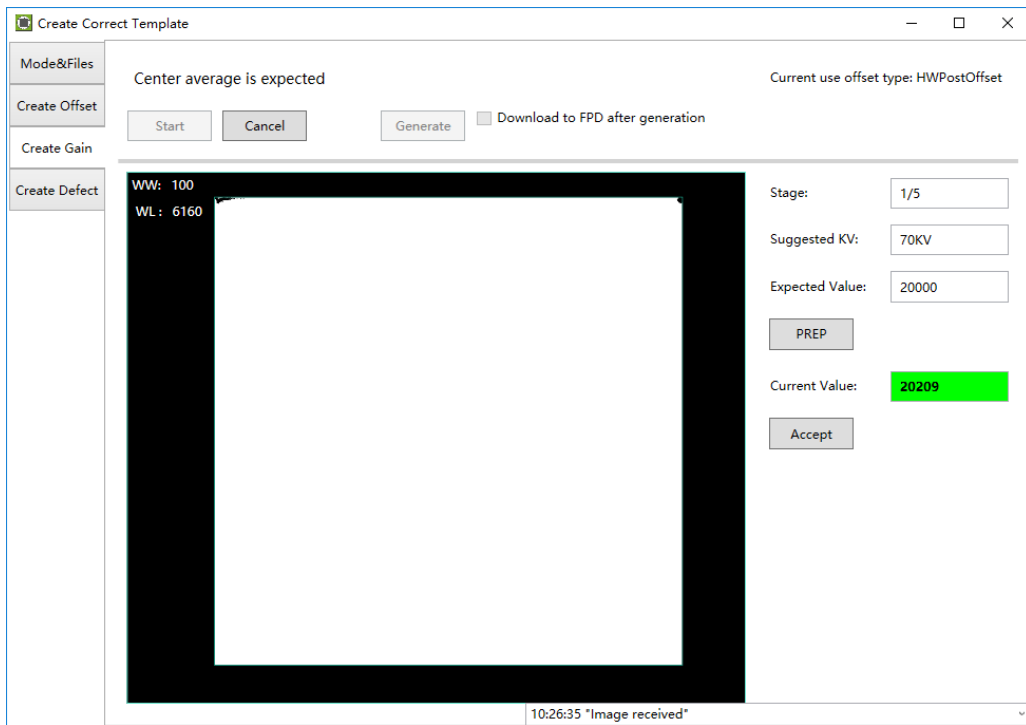 Create Correct Template
Mode&Files
Create Offset
Create Gain
Create Defect
Center average is expected
Current use offset type: HWPostOffset
Start
Cancel
Generate
Download to FPD after generation
WW: 100
WL: 6160
Stage:
1/5
Suggested KV:
70KV
Expected Value:
20000
PREP
Current Value:
20209
Accept
10:26:35 "Image received"